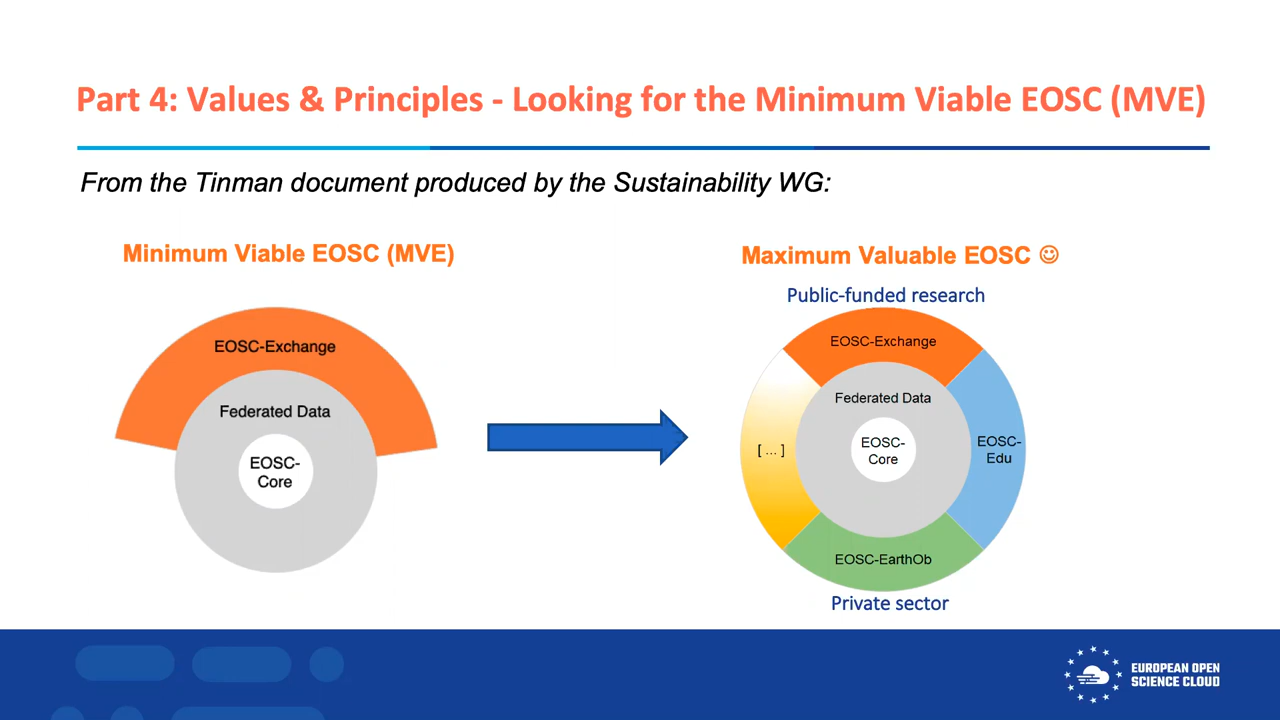 Part 4: Values & Principles - Looking for the Minimum Viable EOSC (MVE)
From the Tinman document produced by the Sustainability WG:
Minimum Viable EOSC (MVE)
EOSC-Exchange
Federated Data
EOSC-
Core
Maximum Valuable EOSC ☺
Public-funded research
EOSC-Exchange
Federated Data
EOSC-
Core
[ ... ]
EOSC-
Edu
EOSC-EarthOb
Private sector
EUROPEAN OPEN
SCIENCE CLOUD